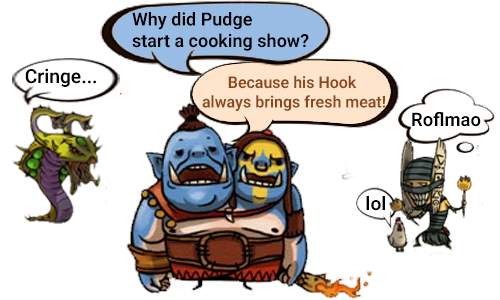 Why did Pudge
start a cooking show?
Cringe...
Because his Hook
always brings fresh meat!
Roflmao
lol